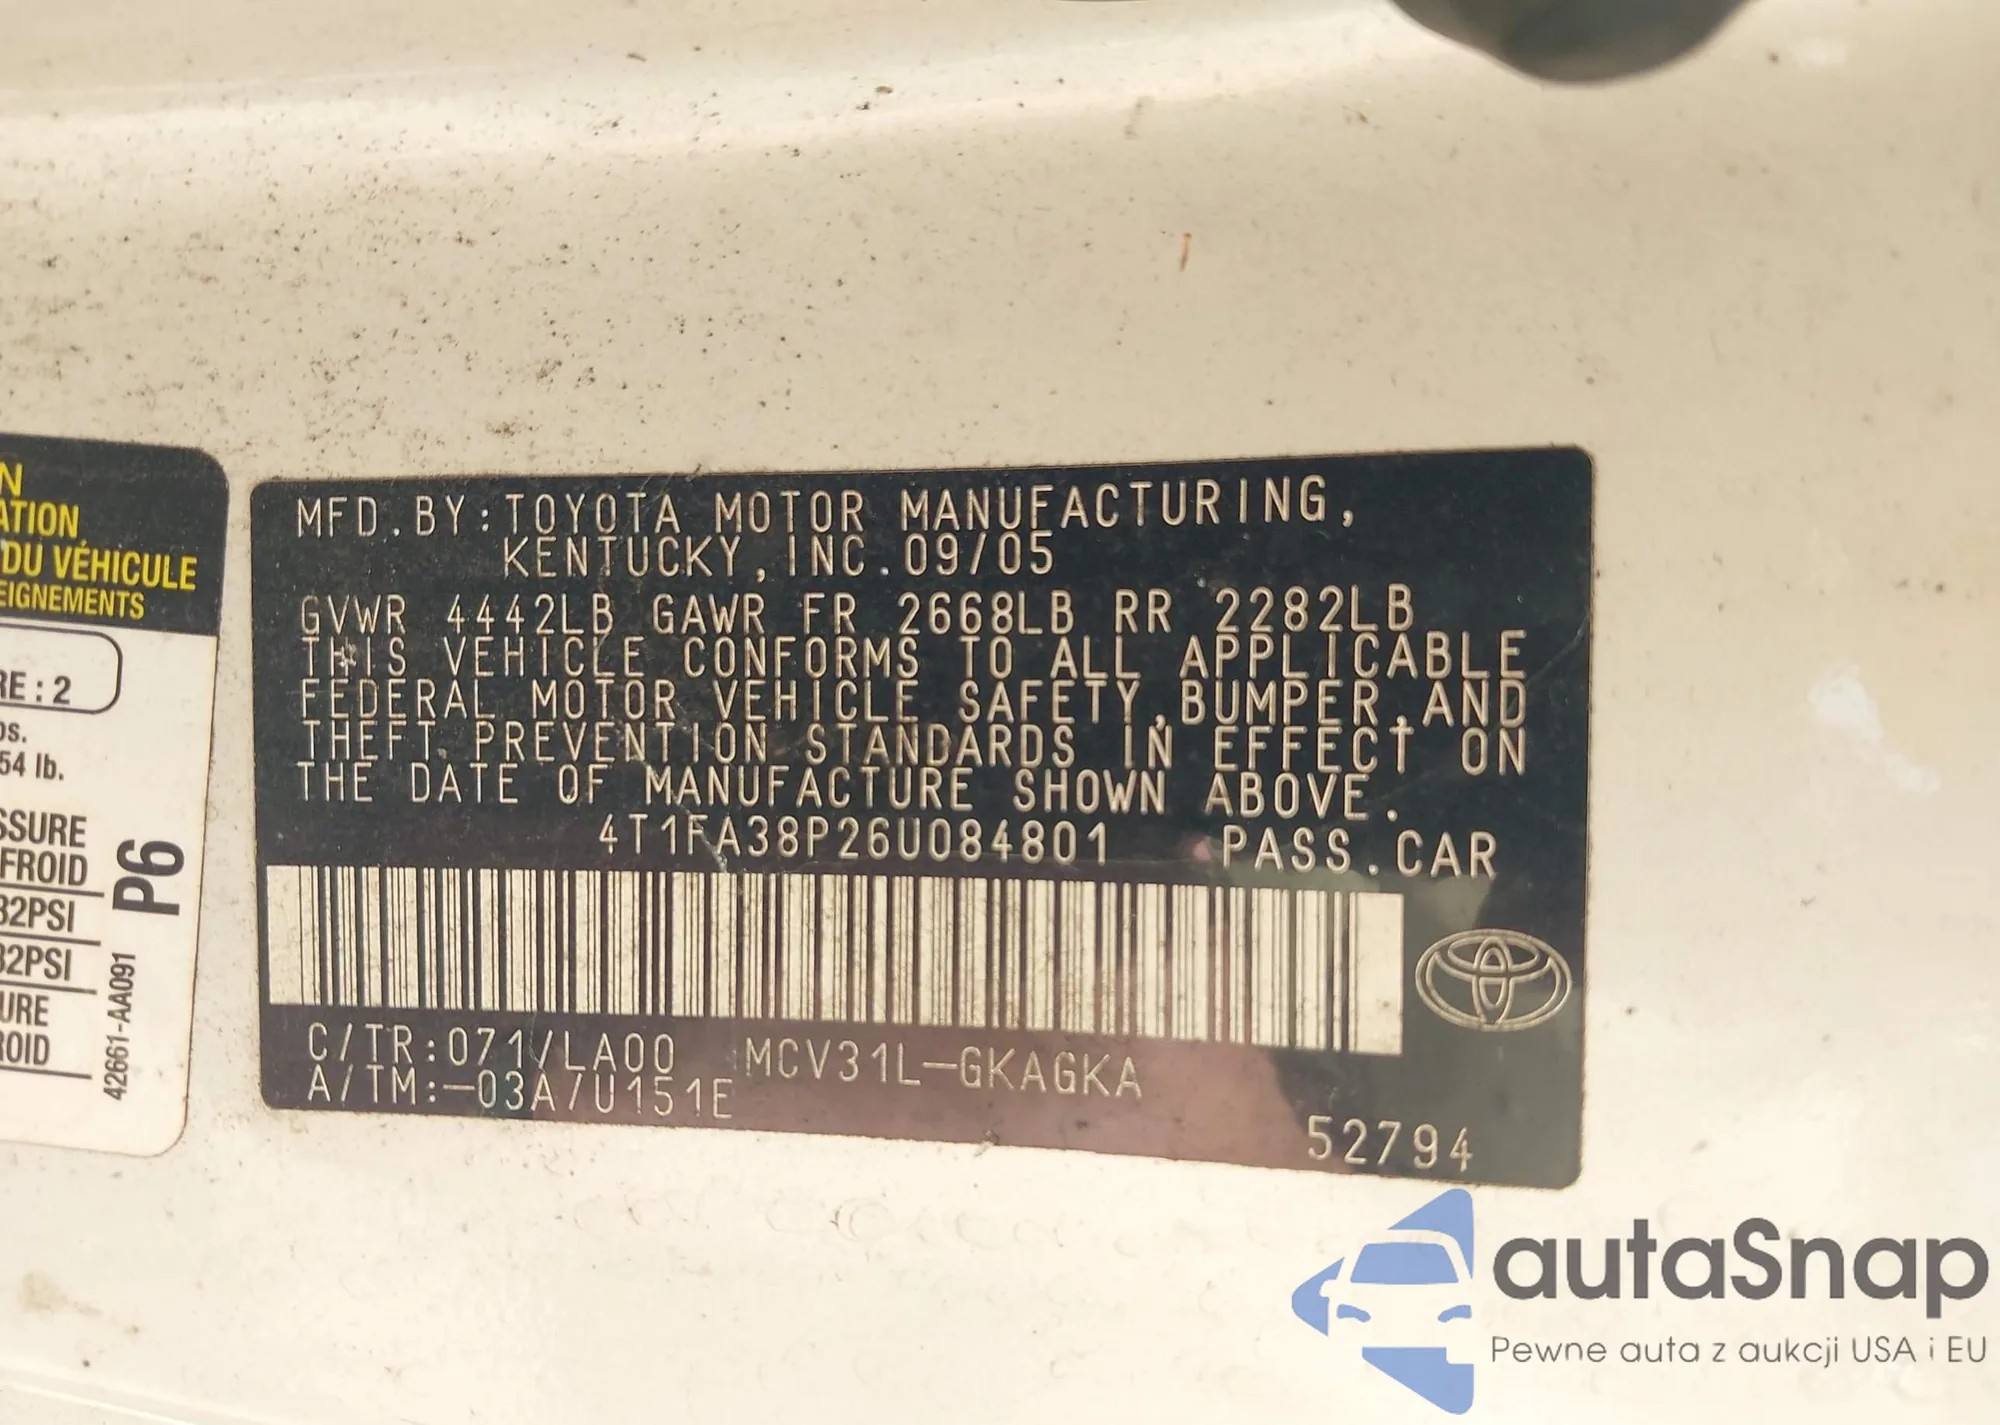 N
ATION
DU VÉHICULE
EIGNEMENTS
RE : 2
os.
54 lb.
SSURE
FROID
32PSI
32PSI
URE
ROID
P6
42661-AA091
MFD.BY:TOYOTA MOTOR MANUFACTURING,
KENTUCKY,INC.09/05
GVWR 4442LB GAWR FR 2668LB RR 2282LB
THIS VEHICLE CONFORMS TO ALL APPLICABLE
FEDERAL MOTOR VEHICLE SAFETY,BUMPER,AND
THEFT PREVENTION STANDARDS IN EFFECT ON
THE DATE OF MANUFACTURE SHOWN ABOVE.
4T1FA38P26U084801 PASS.CAR
C/TR:071/LA00 MCV31L-GKAGKA
A/TM:-03A/U151E
52794
autaSnap
Pewne auta z aukcji USA i EU